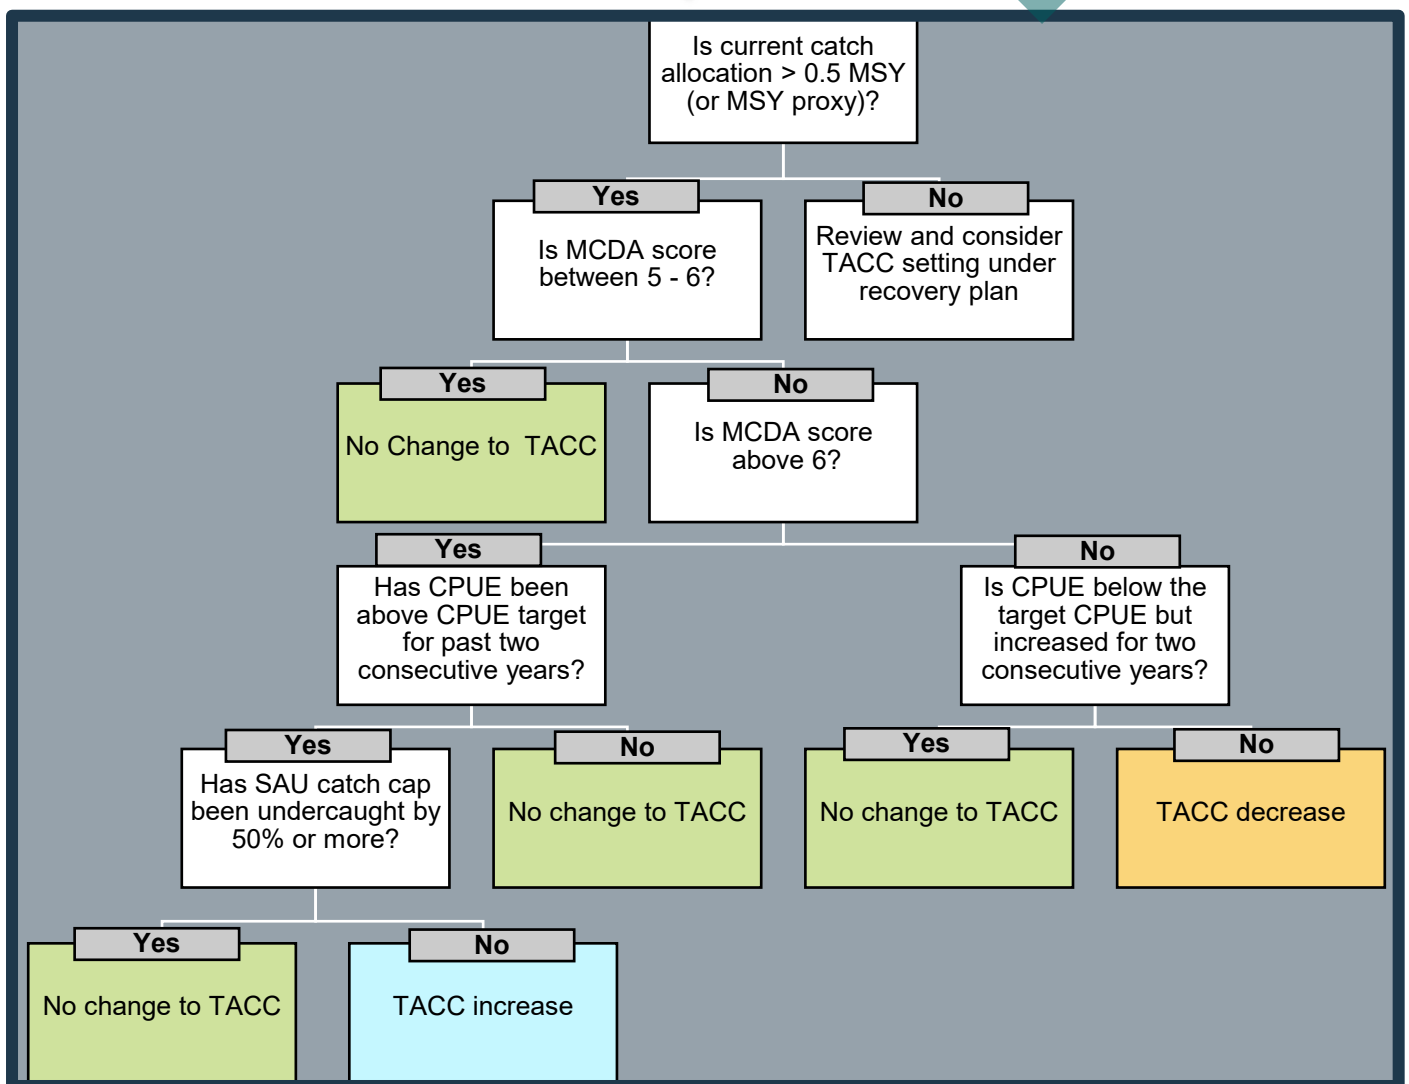 Is current catch
allocation > 0.5 MSY
(or MSY proxy)?
Yes
No
Is MCDA score
between 5 - 6?
Review and consider
TACC setting under
recovery plan
Yes
No
No Change to  TACC
Is MCDA score
above 6?
Yes
No
Has CPUE been
above CPUE target
for past two
consecutive years?
Is CPUE below the
target CPUE but
increased for two
consecutive years?
Yes
No
Yes
No
Has SAU catch cap
been undercaught by
50% or more?
No change to TACC
No change to TACC
TACC decrease
Yes
No
No change to TACC
TACC increase